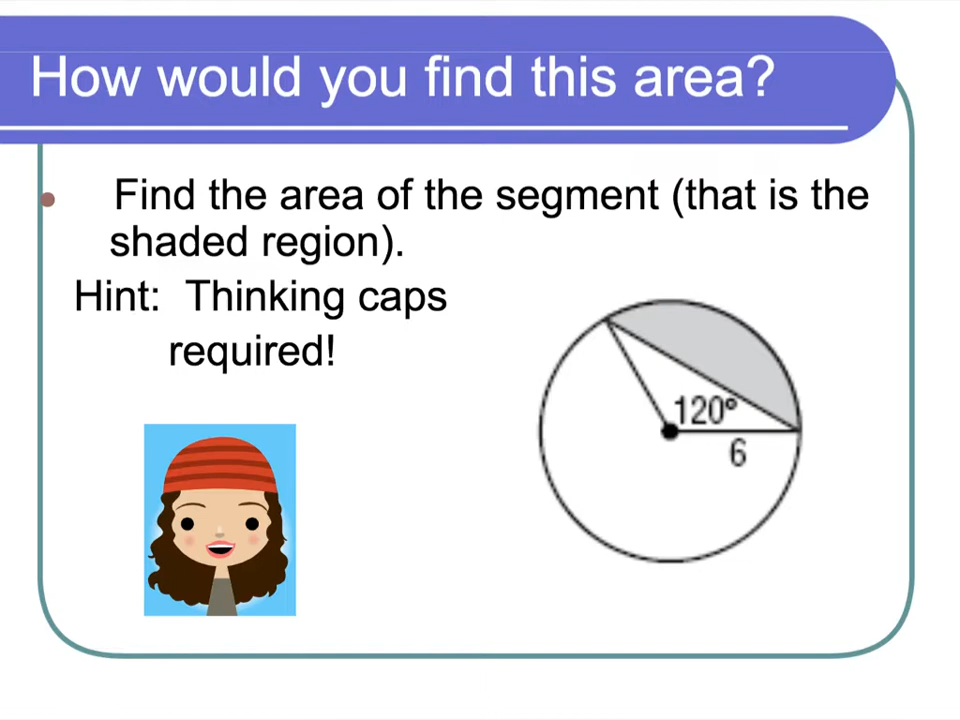 How would you find this area?
Find the area of the segment (that is the
shaded region).
Hint: Thinking caps
required!
120°
6